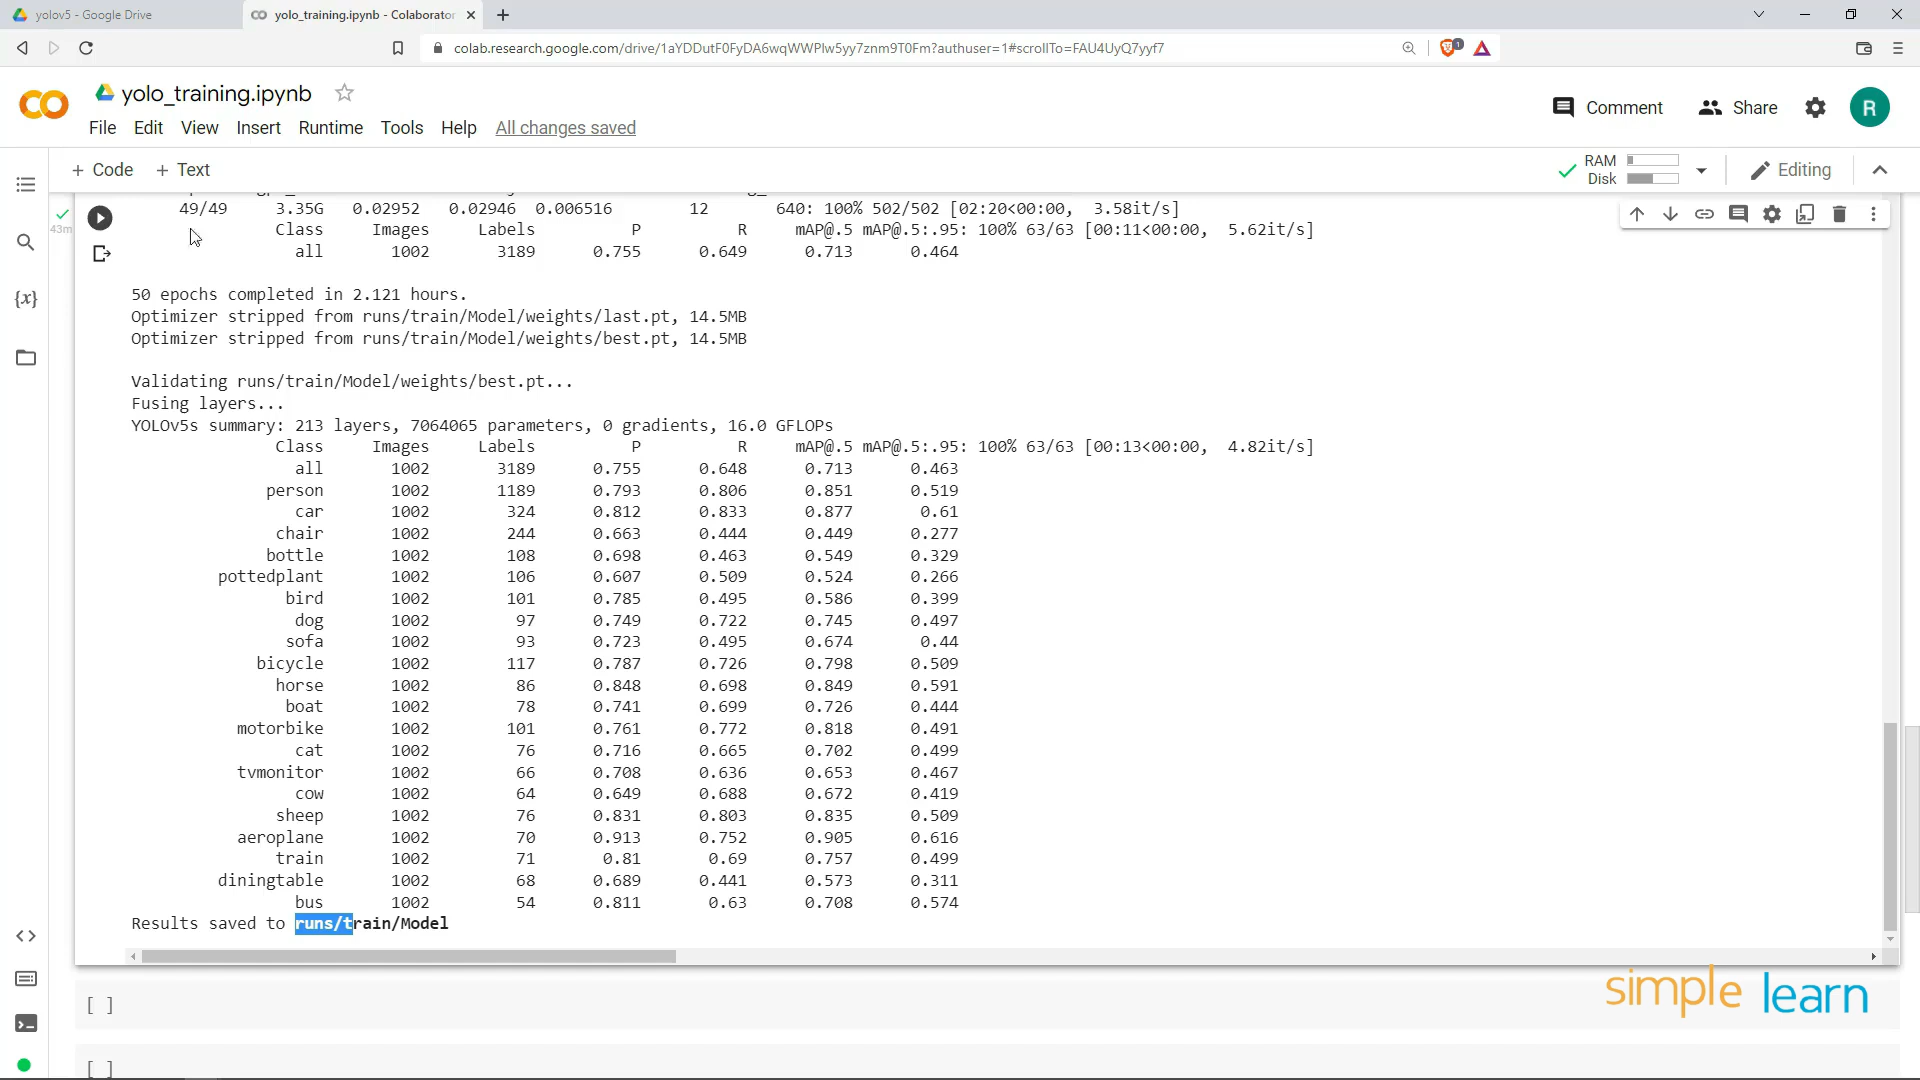 yolov5 - Google Drive
yolo_training.ipynb - Colaborator
colab.research.google.com/drive/1aYDDutF0FyDA6wqWWPlw5yy7znm9T0Fm?authuser=1#scrollTo=FAU4UyQ7yyf7
1
yolo_training.ipynb
File Edit View Insert Runtime Tools Help All changes saved
Comment Share R
+ Code + Text
RAM
Disk
Editing
43m
49/49 3.35G 0.02952 0.02946 0.006516 12 640: 100% 502/502 [02:20<00:00, 3.58it/s]
Class Images Labels P R mAP@.5 mAP@.5:.95: 100% 63/63 [00:11<00:00, 5.62it/s]
all 1002 3189 0.755 0.649 0.713 0.464
50 epochs completed in 2.121 hours.
Optimizer stripped from runs/train/Model/weights/last.pt, 14.5MB
Optimizer stripped from runs/train/Model/weights/best.pt, 14.5MB
Validating runs/train/Model/weights/best.pt...
Fusing layers...
YOLOv5s summary: 213 layers, 7064065 parameters, 0 gradients, 16.0 GFLOPs
Class Images Labels P R mAP@.5 mAP@.5:.95: 100% 63/63 [00:13<00:00, 4.82it/s]
all 1002 3189 0.755 0.648 0.713 0.463
person 1002 1189 0.793 0.806 0.851 0.519
car 1002 324 0.812 0.833 0.877 0.61
chair 1002 244 0.663 0.444 0.449 0.277
bottle 1002 108 0.698 0.463 0.549 0.329
pottedplant 1002 106 0.607 0.509 0.524 0.266
bird 1002 101 0.785 0.495 0.586 0.399
dog 1002 97 0.749 0.722 0.745 0.497
sofa 1002 93 0.723 0.495 0.674 0.44
bicycle 1002 117 0.787 0.726 0.798 0.509
horse 1002 86 0.848 0.698 0.849 0.591
boat 1002 78 0.741 0.699 0.726 0.444
motorbike 1002 101 0.761 0.772 0.818 0.491
cat 1002 76 0.716 0.665 0.702 0.499
tvmonitor 1002 66 0.708 0.636 0.653 0.467
cow 1002 64 0.649 0.688 0.672 0.419
sheep 1002 76 0.831 0.803 0.835 0.509
aeroplane 1002 70 0.913 0.752 0.905 0.616
train 1002 71 0.81 0.69 0.757 0.499
diningtable 1002 68 0.689 0.441 0.573 0.311
bus 1002 54 0.811 0.63 0.708 0.574
Results saved to runs/train/Model
[ ]
[ ]
simplelearn